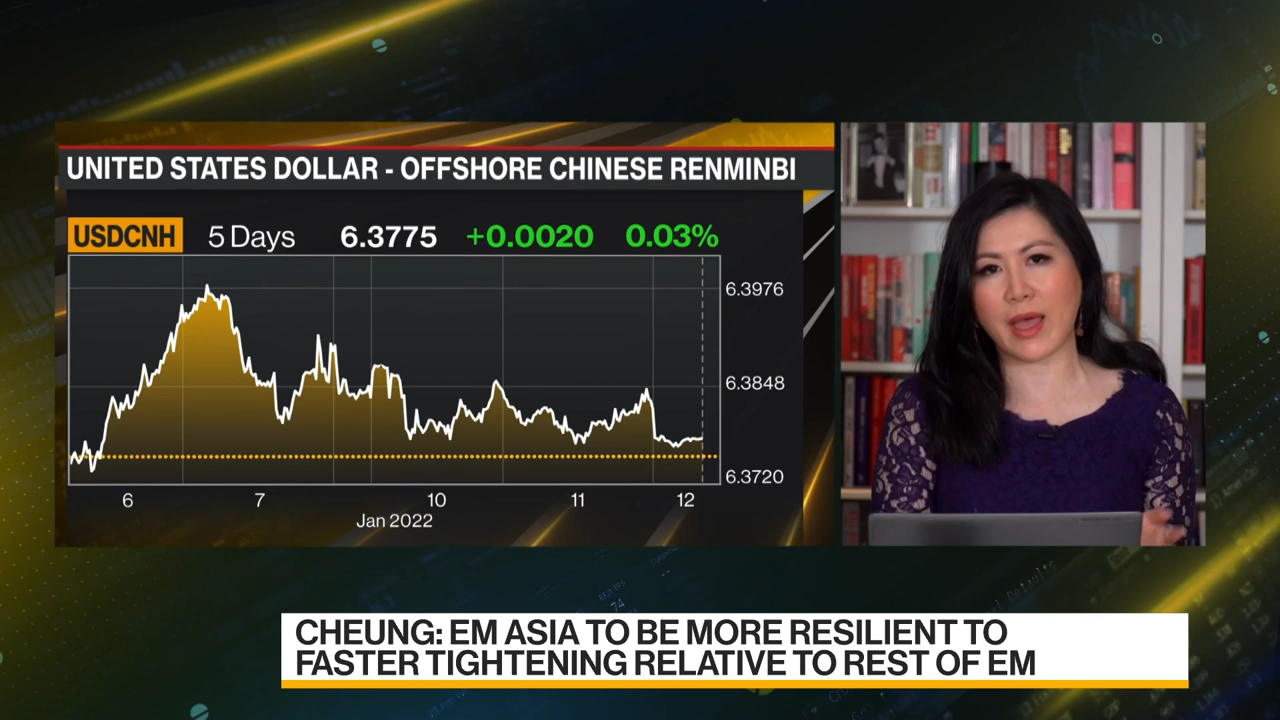 UNITED STATES DOLLAR - OFFSHORE CHINESE RENMINBI
USDCNH 5 Days 6.3775 +0.0020 0.03%
6.3976
6.3848
6.3720
6 7 10 11 12
Jan 2022
CHEUNG: EM ASIA TO BE MORE RESILIENT TO
FASTER TIGHTENING RELATIVE TO REST OF EM